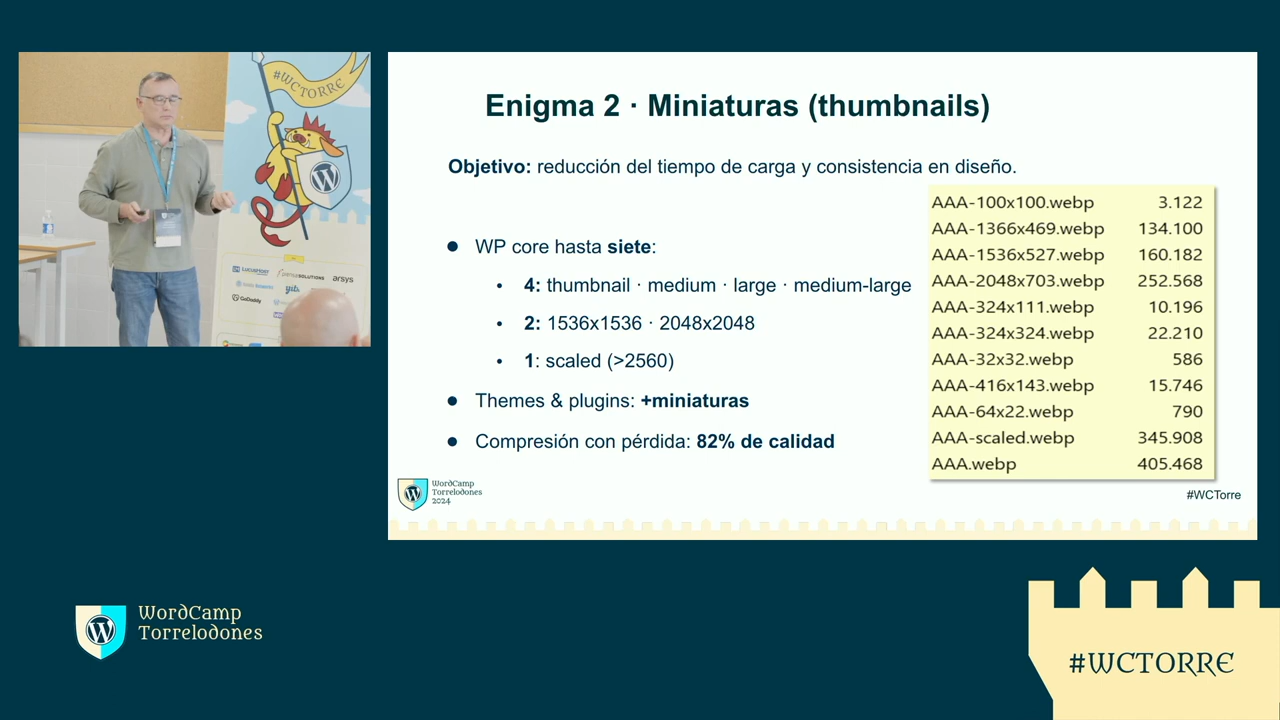 #WCTORRE
LucusHost
arsys
GoDaddy
Enigma 2 · Miniaturas (thumbnails)
Objetivo: reducción del tiempo de carga y consistencia en diseño.
● WP core hasta siete:
• 4: thumbnail · medium · large · medium-large
• 2: 1536x1536 · 2048x2048
• 1: scaled (>2560)
● Themes & plugins: +miniaturas
● Compresión con pérdida: 82% de calidad
AAA-100x100.webp 3.122
AAA-1366x469.webp 134.100
AAA-1536x527.webp 160.182
AAA-2048x703.webp 252.568
AAA-324x111.webp 10.196
AAA-324x324.webp 22.210
AAA-32x32.webp 586
AAA-416x143.webp 15.746
AAA-64x22.webp 790
AAA-scaled.webp 345.908
AAA.webp 405.468
WordCamp
Torrelodones
2024
#WCTorre
WordCamp
Torrelodones
#WCTORRE